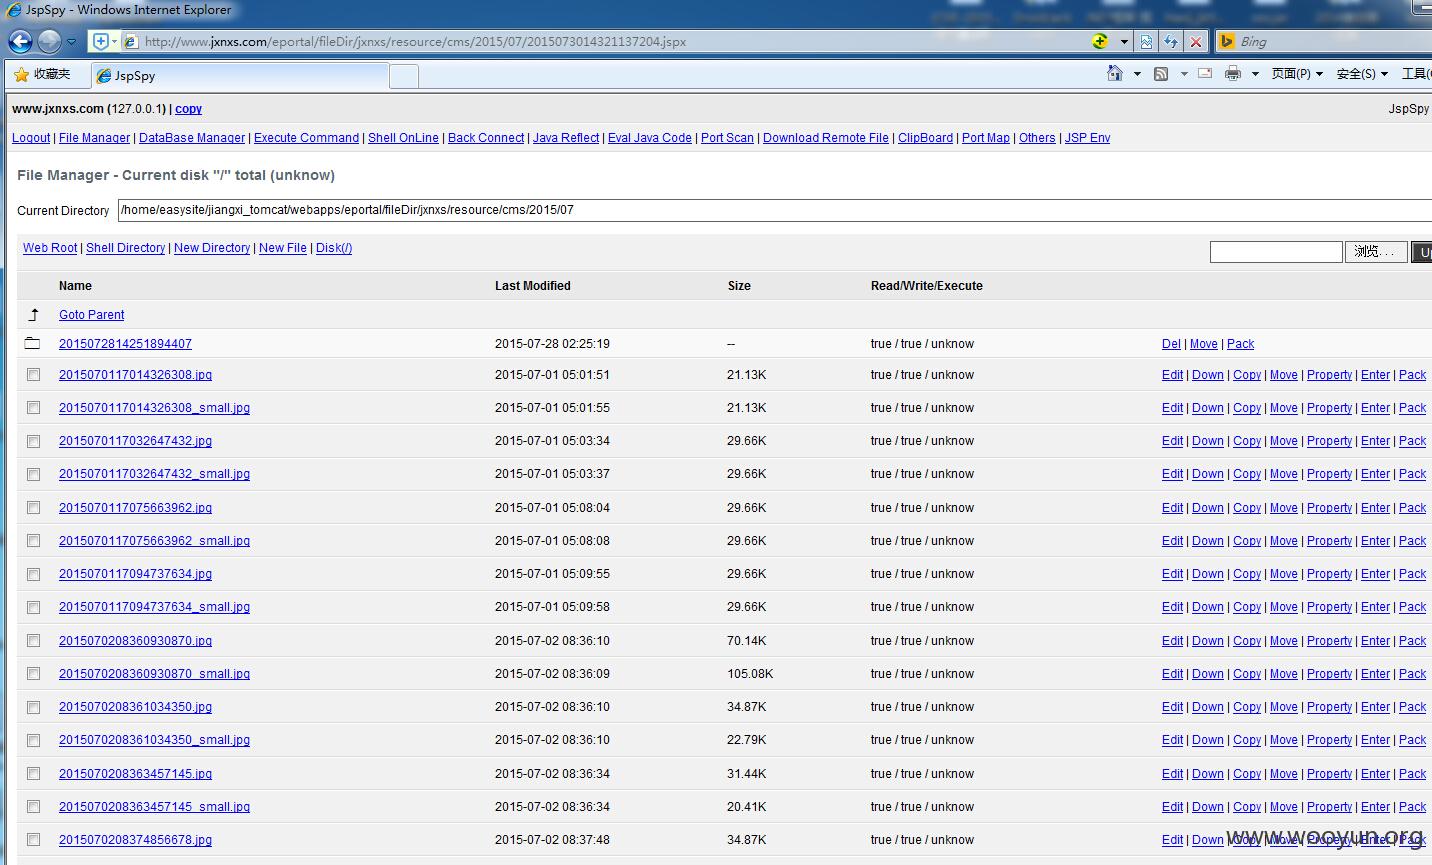 JspSpy - Windows Internet Explorer
http://www.jxnxs.com/eportal/fileDir/jxnxs/resource/cms/2015/07/2015073014321137204.jspx
Bing
收藏夹
JspSpy
页面(P)
安全(S)
工具(
www.jxnxs.com (127.0.0.1) | copy
JspSpy
Logout | File Manager | DataBase Manager | Execute Command | Shell OnLine | Back Connect | Java Reflect | Eval Java Code | Port Scan | Download Remote File | ClipBoard | Port Map | Others | JSP Env
File Manager - Current disk "/" total (unknow)
Current Directory /home/easysite/jiangxi_tomcat/webapps/eportal/fileDir/jxnxs/resource/cms/2015/07
Web Root | Shell Directory | New Directory | New File | Disk(/)
浏览...
Up
Name Last Modified Size Read/Write/Execute
Goto Parent
2015072814251894407 2015-07-28 02:25:19 -- true / true / unknow Del | Move | Pack
2015070117014326308.jpg 2015-07-01 05:01:51 21.13K true / true / unknow Edit | Down | Copy | Move | Property | Enter | Pack
2015070117014326308_small.jpg 2015-07-01 05:01:55 21.13K true / true / unknow Edit | Down | Copy | Move | Property | Enter | Pack
2015070117032647432.jpg 2015-07-01 05:03:34 29.66K true / true / unknow Edit | Down | Copy | Move | Property | Enter | Pack
2015070117032647432_small.jpg 2015-07-01 05:03:37 29.66K true / true / unknow Edit | Down | Copy | Move | Property | Enter | Pack
2015070117075663962.jpg 2015-07-01 05:08:04 29.66K true / true / unknow Edit | Down | Copy | Move | Property | Enter | Pack
2015070117075663962_small.jpg 2015-07-01 05:08:08 29.66K true / true / unknow Edit | Down | Copy | Move | Property | Enter | Pack
2015070117094737634.jpg 2015-07-01 05:09:55 29.66K true / true / unknow Edit | Down | Copy | Move | Property | Enter | Pack
2015070117094737634_small.jpg 2015-07-01 05:09:58 29.66K true / true / unknow Edit | Down | Copy | Move | Property | Enter | Pack
2015070208360930870.jpg 2015-07-02 08:36:10 70.14K true / true / unknow Edit | Down | Copy | Move | Property | Enter | Pack
2015070208360930870_small.jpg 2015-07-02 08:36:09 105.08K true / true / unknow Edit | Down | Copy | Move | Property | Enter | Pack
2015070208361034350.jpg 2015-07-02 08:36:10 34.87K true / true / unknow Edit | Down | Copy | Move | Property | Enter | Pack
2015070208361034350_small.jpg 2015-07-02 08:36:10 22.79K true / true / unknow Edit | Down | Copy | Move | Property | Enter | Pack
2015070208363457145.jpg 2015-07-02 08:36:34 31.44K true / true / unknow Edit | Down | Copy | Move | Property | Enter | Pack
2015070208363457145_small.jpg 2015-07-02 08:36:34 20.41K true / true / unknow Edit | Down | Copy | Move | Property | Enter | Pack
2015070208374856678.jpg 2015-07-02 08:37:48 34.87K true / true / unknow Edit | Down | Copy | Move | Property | Enter | Pack
www.wooyun.org